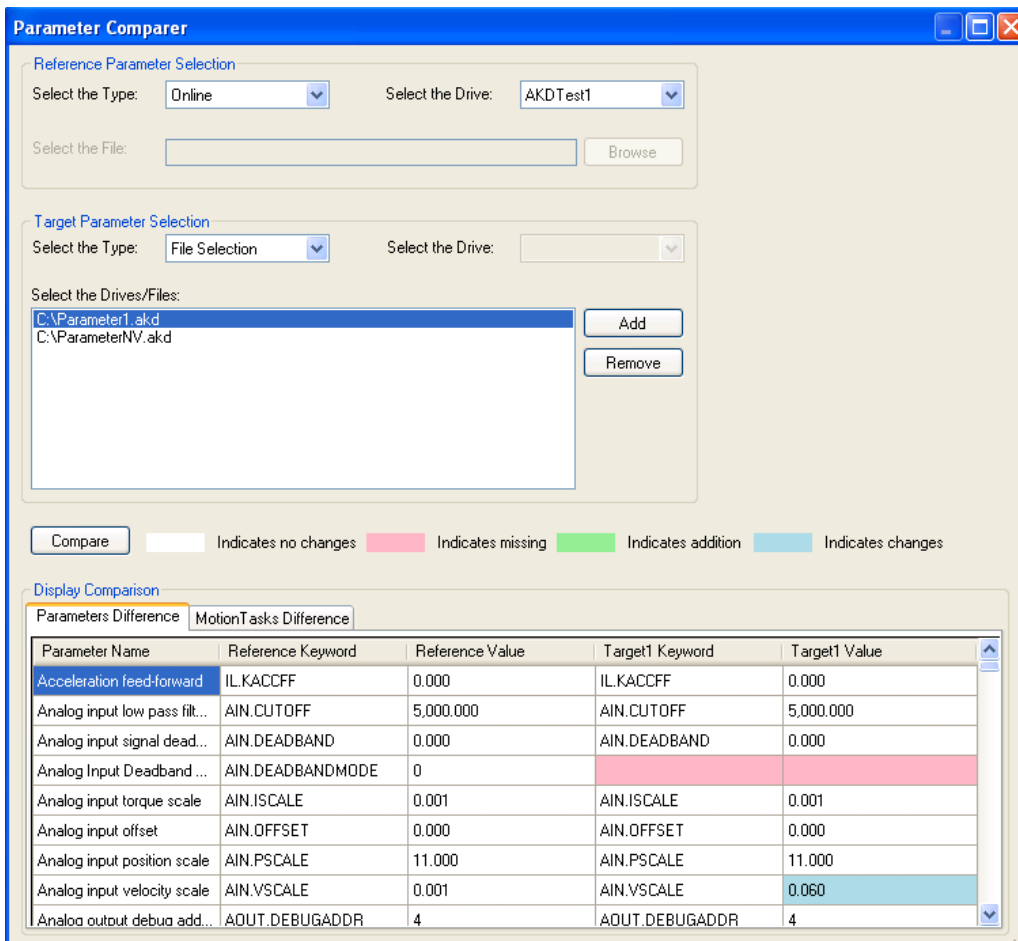 Parameter Comparer
Reference Parameter Selection
Select the Type: Online Select the Drive: AKDTest1
Select the File: Browse
Target Parameter Selection
Select the Type: File Selection Select the Drive:
Select the Drives/Files:
C:\Parameter1.akd
C:\ParameterNV.akd
Add
Remove
Compare Indicates no changes Indicates missing Indicates addition Indicates changes
Display Comparison
Parameters Difference MotionTasks Difference
Parameter Name Reference Keyword Reference Value Target1 Keyword Target1 Value
Acceleration feed-forward IL.KACCFF 0.000 IL.KACCFF 0.000
Analog input low pass filt... AIN.CUTOFF 5,000.000 AIN.CUTOFF 5,000.000
Analog input signal dead... AIN.DEADBAND 0.000 AIN.DEADBAND 0.000
Analog Input Deadband ... AIN.DEADBANDMODE 0
Analog input torque scale AIN.ISCALE 0.001 AIN.ISCALE 0.001
Analog input offset AIN.OFFSET 0.000 AIN.OFFSET 0.000
Analog input position scale AIN.PSCALE 11.000 AIN.PSCALE 11.000
Analog input velocity scale AIN.VSCALE 0.001 AIN.VSCALE 0.060
Analog output debug add... AOUT.DEBUGADDR 4 AOUT.DEBUGADDR 4